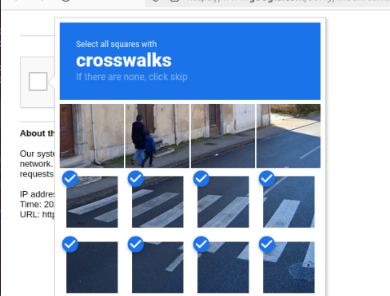 Select all squares with
crosswalks
If there are none, click skip
About th
Our syste
network.
requests
IP addres
Time: 20
URL: http